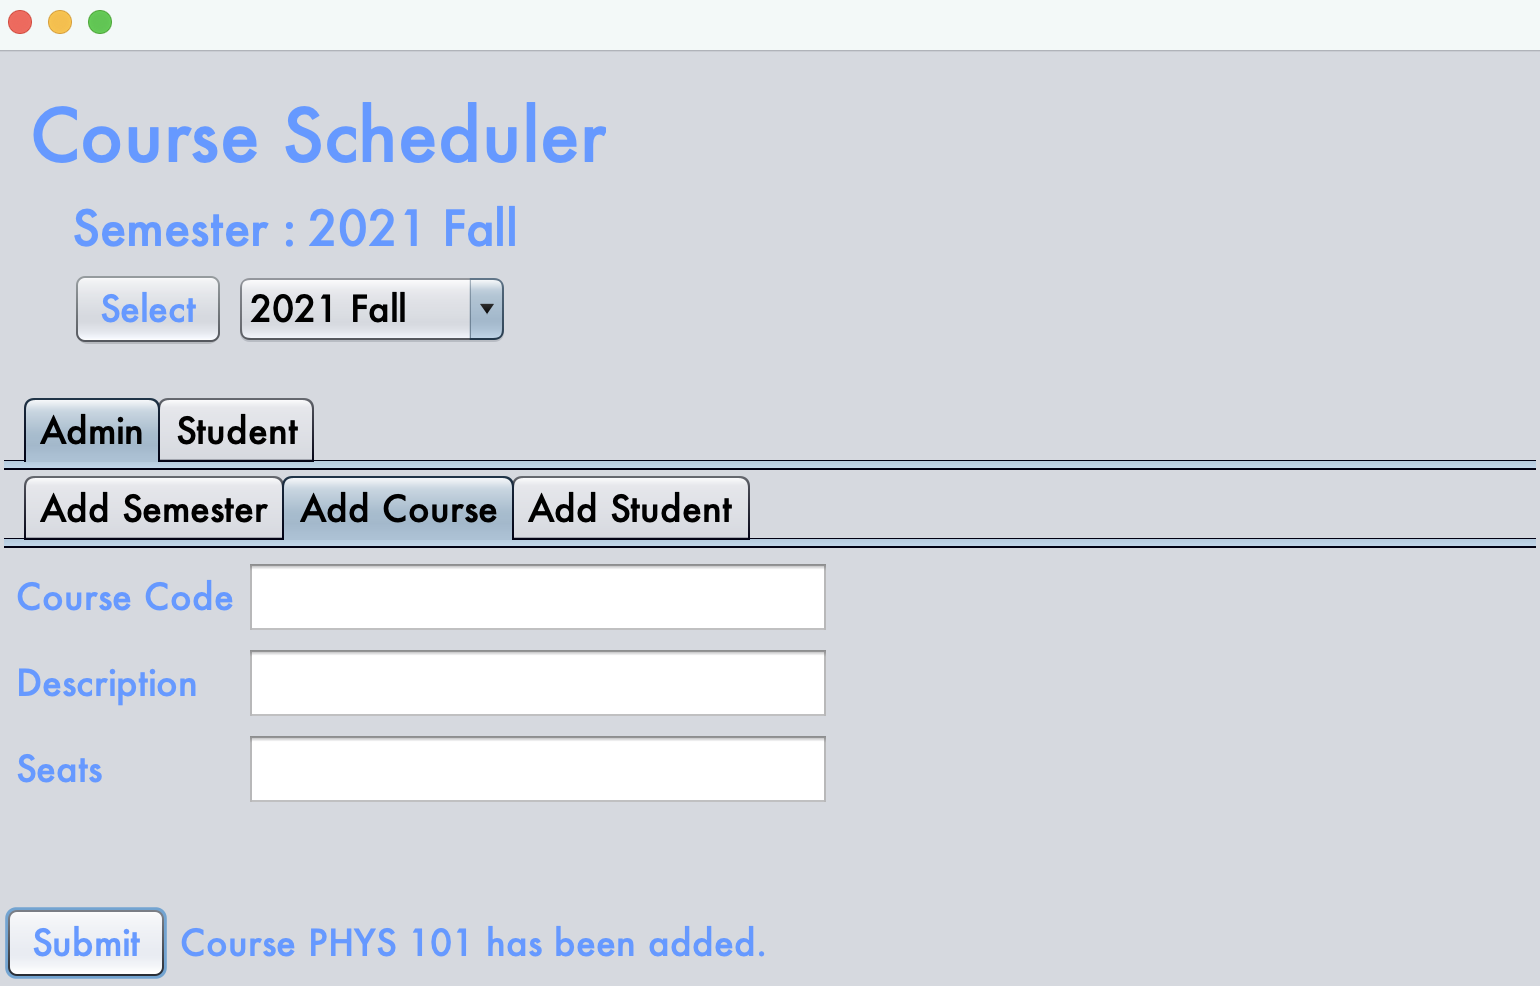 Course Scheduler
Semester : 2021 Fall
Select 2021 Fall
Admin Student
Add Semester Add Course Add Student
Course Code
Description
Seats
Submit Course PHYS 101 has been added.